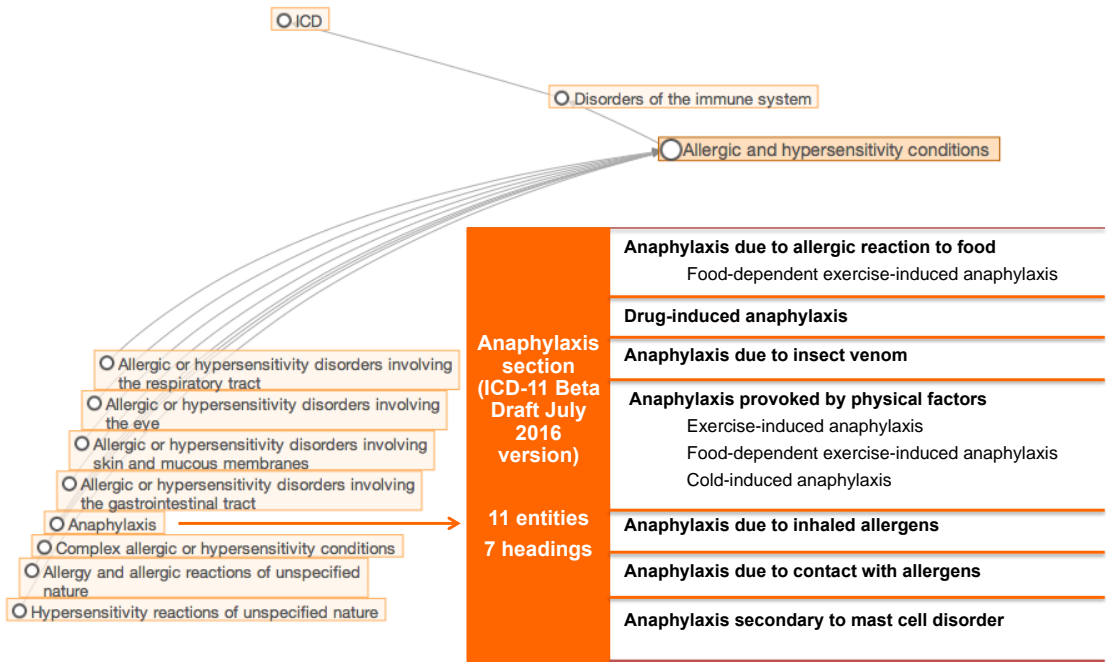 ICD
Disorders of the immune system
Allergic and hypersensitivity conditions
Allergic or hypersensitivity disorders involving
the respiratory tract
Allergic or hypersensitivity disorders involving
the eye
Allergic or hypersensitivity disorders involving
skin and mucous membranes
Allergic or hypersensitivity disorders involving
the gastrointestinal tract
Anaphylaxis
Complex allergic or hypersensitivity conditions
Allergy and allergic reactions of unspecified
nature
Hypersensitivity reactions of unspecified nature
Anaphylaxis
section
(ICD-11 Beta
Draft July
2016
version)
11 entities
7 headings
Anaphylaxis due to allergic reaction to food
Food-dependent exercise-induced anaphylaxis
Drug-induced anaphylaxis
Anaphylaxis due to insect venom
Anaphylaxis provoked by physical factors
Exercise-induced anaphylaxis
Food-dependent exercise-induced anaphylaxis
Cold-induced anaphylaxis
Anaphylaxis due to inhaled allergens
Anaphylaxis due to contact with allergens
Anaphylaxis secondary to mast cell disorder